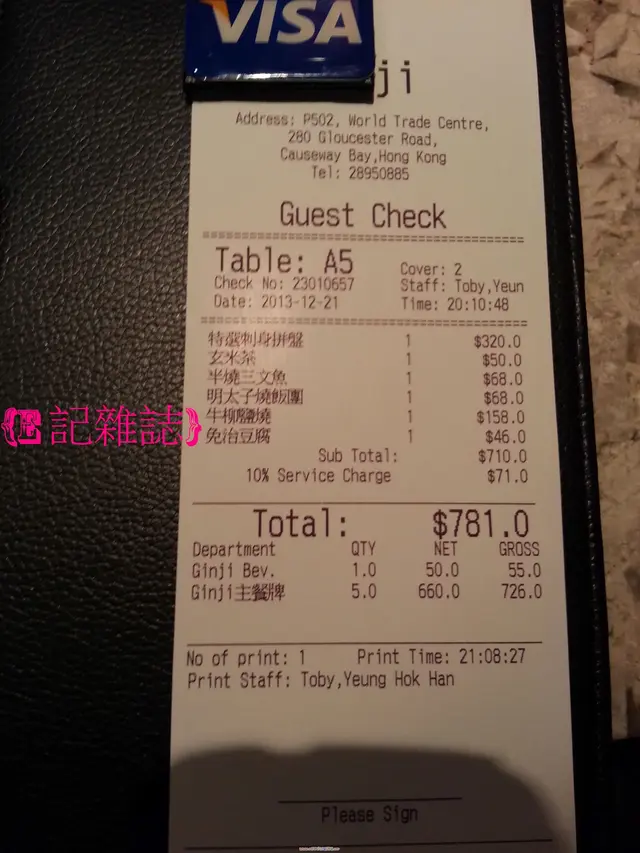 VISA
ji
Address: P502, World Trade Centre,
280 Gloucester Road,
Causeway Bay,Hong Kong
Tel: 28950885
Guest Check
Table: A5 Cover: 2
Check No: 23010657 Staff: Toby,Yeun
Date: 2013-12-21 Time: 20:10:48
特選刺身拼盤 1 $320.0
玄米茶 1 $50.0
半燒三文魚 1 $68.0
明太子燒飯團 1 $68.0
牛柳鹽燒 1 $158.0
免治豆腐 1 $46.0
{E記雜誌}
Sub Total: $710.0
10% Service Charge $71.0
Total: $781.0
Department QTY NET GROSS
Ginji Bev. 1.0 50.0 55.0
Ginji主餐牌 5.0 660.0 726.0
No of print: 1 Print Time: 21:08:27
Print Staff: Toby,Yeung Hok Han
Please Sign